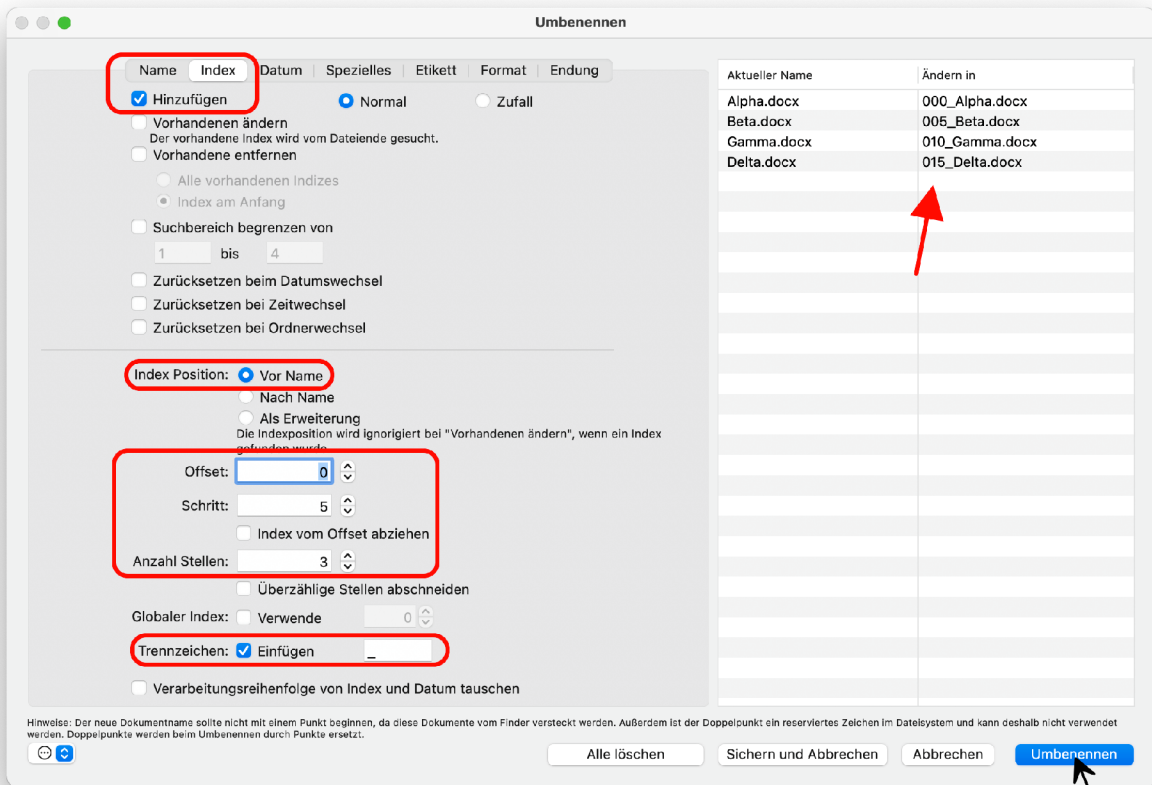 Umbenennen
Name Index Datum Spezielles Etikett Format Endung
Hinzufügen Normal Zufall
Vorhandenen ändern
Der vorhandene Index wird vom Dateiende gesucht.
Vorhandene entfernen
Alle vorhandenen Indizes
Index am Anfang
Suchbereich begrenzen von
1 bis 4
Zurücksetzen beim Datumswechsel
Zurücksetzen bei Zeitwechsel
Zurücksetzen bei Ordnerwechsel
Index Position: Vor Name
Nach Name
Als Erweiterung
Die Indexposition wird ignorigiert bei "Vorhandenen ändern", wenn ein Index
gefunden wurde
Offset: 0
Schritt: 5
Index vom Offset abziehen
Anzahl Stellen: 3
Überzählige Stellen abschneiden
Globaler Index: Verwende 0
Trennzeichen: Einfügen _
Verarbeitungsreihenfolge von Index und Datum tauschen
Aktueller Name Ändern in
Alpha.docx 000_Alpha.docx
Beta.docx 005_Beta.docx
Gamma.docx 010_Gamma.docx
Delta.docx 015_Delta.docx
Hinweise: Der neue Dokumentname sollte nicht mit einem Punkt beginnen, da diese Dokumente vom Finder versteckt werden. Außerdem ist der Doppelpunkt ein reserviertes Zeichen im Dateisystem und kann deshalb nicht verwendet
werden. Doppelpunkte werden beim Umbenennen durch Punkte ersetzt.
Alle löschen Sichern und Abbrechen Abbrechen Umbenennen